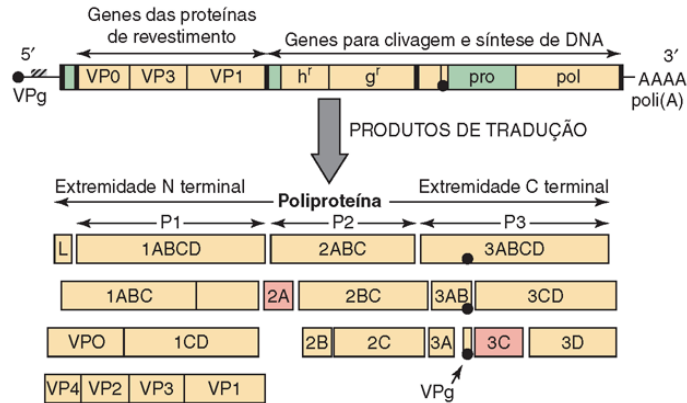 Genes das proteínas
de revestimento
Genes para clivagem e síntese de DNA
5′
3′
VPg
VP0 VP3 VP1 hʳ gʳ pro pol
AAAA
poli(A)
PRODUTOS DE TRADUÇÃO
Extremidade N terminal
Poliproteína
Extremidade C terminal
P1 P2 P3
L 1ABCD 2ABC 3ABCD
1ABC 2A 2BC 3AB 3CD
VPO 1CD 2B 2C 3A 3C 3D
VPg
VP4 VP2 VP3 VP1